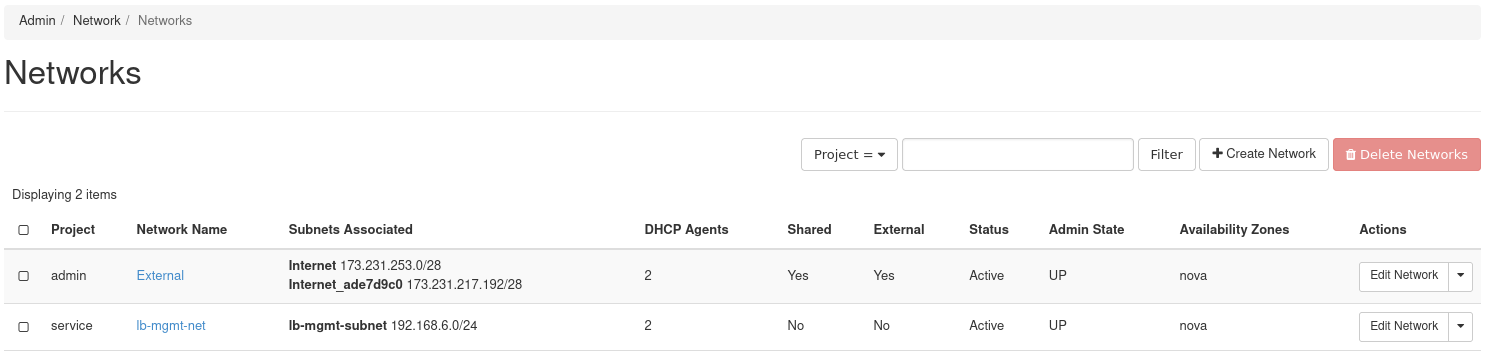 Admin / Network / Networks
Networks
Project = Filter Create Network Delete Networks
Displaying 2 items
Project Network Name Subnets Associated DHCP Agents Shared External Status Admin State Availability Zones Actions
admin External Internet 173.231.253.0/28 2 Yes Yes Active UP nova Edit Network
Internet_ade7d9c0 173.231.217.192/28
service lb-mgmt-net lb-mgmt-subnet 192.168.6.0/24 2 No No Active UP nova Edit Network